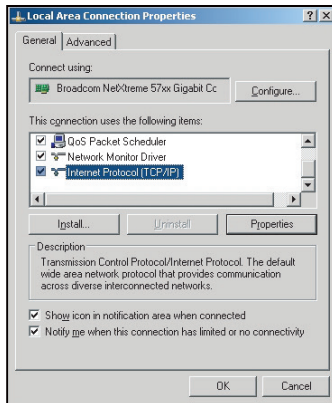 Local Area Connection Properties
General
Advanced
Connect using:
Broadcom NetXtreme 57xx Gigabit Cc
Configure...
This connection uses the following items:
QoS Packet Scheduler
Network Monitor Driver
Internet Protocol (TCP/IP)
Install...
Uninstall
Properties
Description
Transmission Control Protocol/Internet Protocol. The default
wide area network protocol that provides communication
across diverse interconnected networks.
Show icon in notification area when connected
Notify me when this connection has limited or no connectivity
OK
Cancel